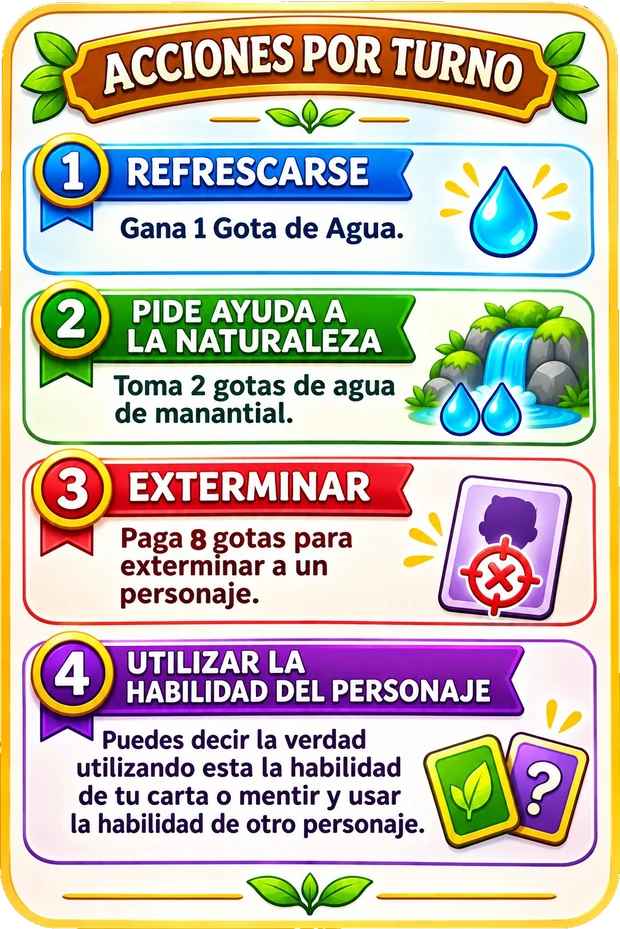 ACCIONES POR TURNO
1 REFRESCARSE
Gana 1 Gota de Agua.
2 PIDE AYUDA A
LA NATURALEZA
Toma 2 gotas de agua
de manantial.
3 EXTERMINAR
Paga 8 gotas para
exterminar a un
personaje.
4 UTILIZAR LA
HABILIDAD DEL PERSONAJE
Puedes decir la verdad
utilizando esta la habilidad
de tu carta o mentir y usar
la habilidad de otro personaje.
?